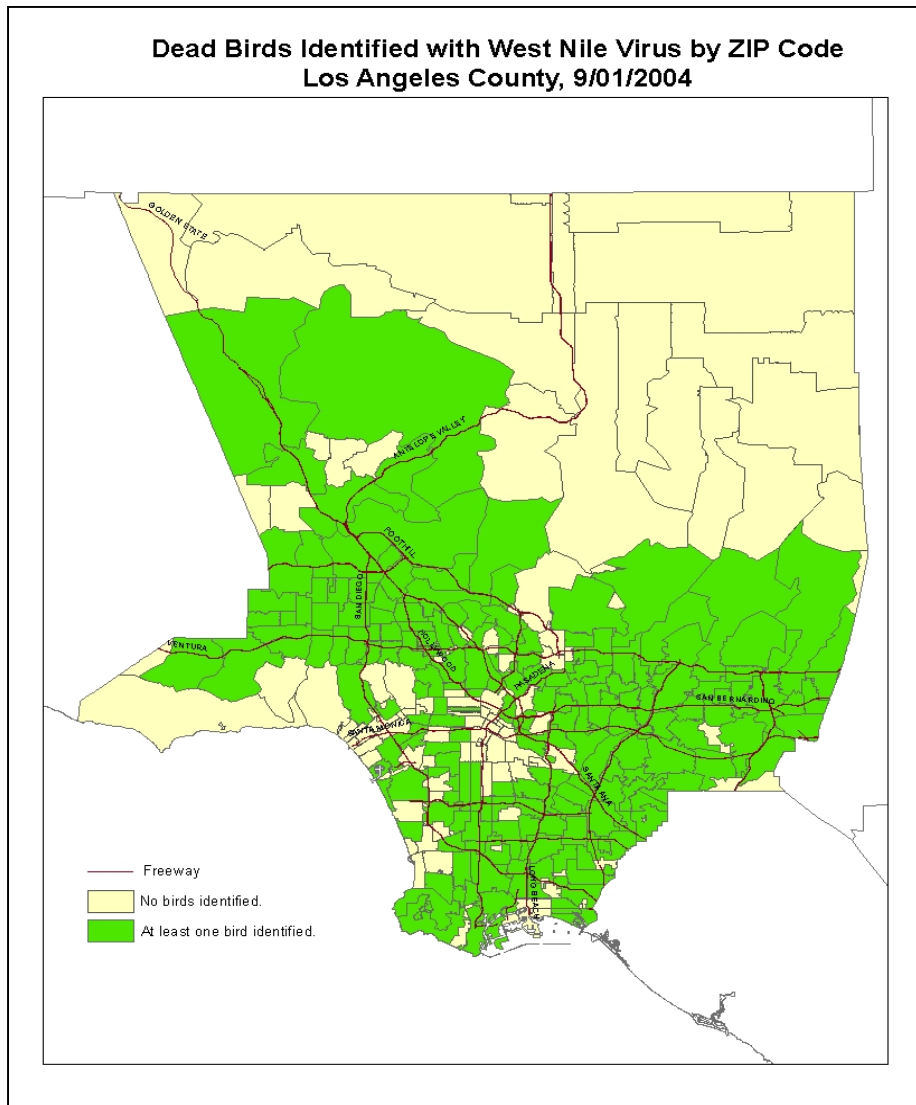 Dead Birds Identified with West Nile Virus by ZIP Code
Los Angeles County, 9/01/2004
GOLDEN STATE
ANTELOPE VALLEY
FOOTHILL
SAN DIEGO
VENTURA
HOLLYWOOD
PASADENA
SAN BERNARDINO
SANTA MONICA
SANTA ANA
LONG BEACH
Freeway
No birds identified.
At least one bird identified.